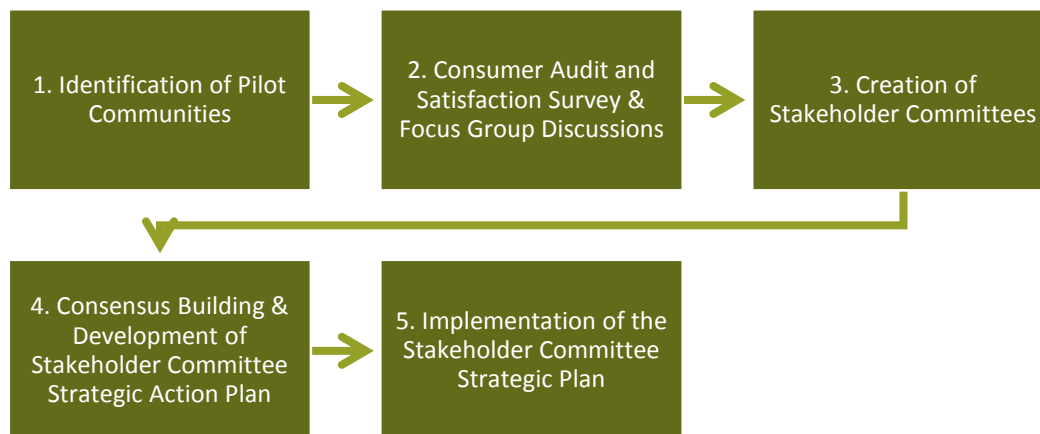 1. Identification of Pilot
Communities
2. Consumer Audit and
Satisfaction Survey &
Focus Group Discussions
3. Creation of
Stakeholder Committees
4. Consensus Building &
Development of
Stakeholder Committee
Strategic Action Plan
5. Implementation of the
Stakeholder Committee
Strategic Plan